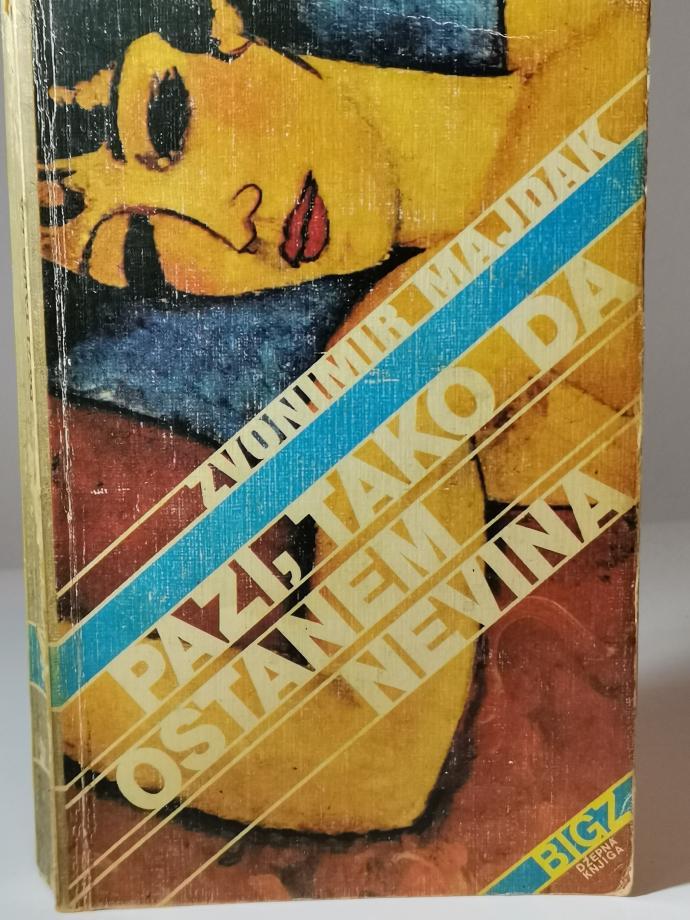 ZVONIMIR MAJDAK
PAZI, TAKO DA
OSTANEM
NEVINA
BIGZ
DŽEPNA
KNJIGA